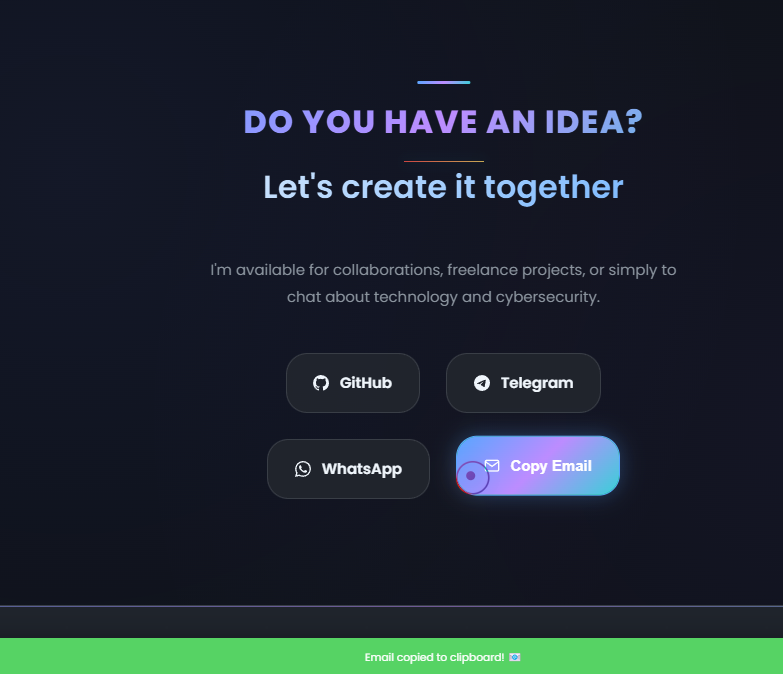 DO YOU HAVE AN IDEA?
Let's create it together
I'm available for collaborations, freelance projects, or simply to
chat about technology and cybersecurity.
GitHub
Telegram
WhatsApp
Copy Email
Email copied to clipboard! 📧